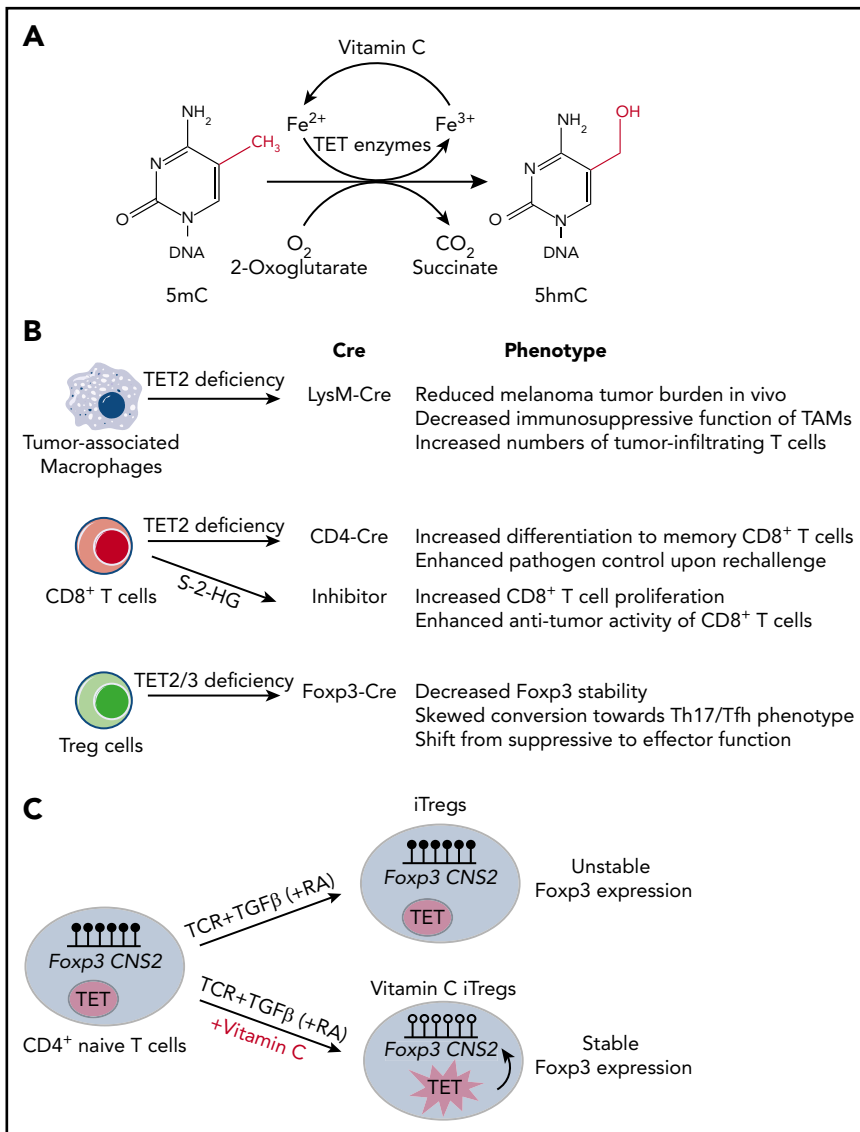 A
Vitamin C
Fe2+
Fe3+
TET enzymes
NH2
CH3
N
O
N
DNA
5mC
O2
2-Oxoglutarate
CO2
Succinate
NH2
OH
N
O
N
DNA
5hmC
B
Cre
Phenotype
TET2 deficiency
LysM-Cre
Reduced melanoma tumor burden in vivo
Decreased immunosuppressive function of TAMs
Increased numbers of tumor-infiltrating T cells
Tumor-associated
Macrophages
TET2 deficiency
CD4-Cre
Increased differentiation to memory CD8+ T cells
Enhanced pathogen control upon rechallenge
S-2-HG
Inhibitor
Increased CD8+ T cell proliferation
Enhanced anti-tumor activity of CD8+ T cells
CD8+ T cells
TET2/3 deficiency
Foxp3-Cre
Decreased Foxp3 stability
Skewed conversion towards Th17/Tfh phenotype
Shift from suppressive to effector function
Treg cells
C
Foxp3 CNS2
TET
CD4+ naive T cells
TCR+TGFβ (+RA)
iTregs
Foxp3 CNS2
TET
Unstable
Foxp3 expression
TCR+TGFβ (+RA)
+Vitamin C
Vitamin C iTregs
Foxp3 CNS2
TET
Stable
Foxp3 expression